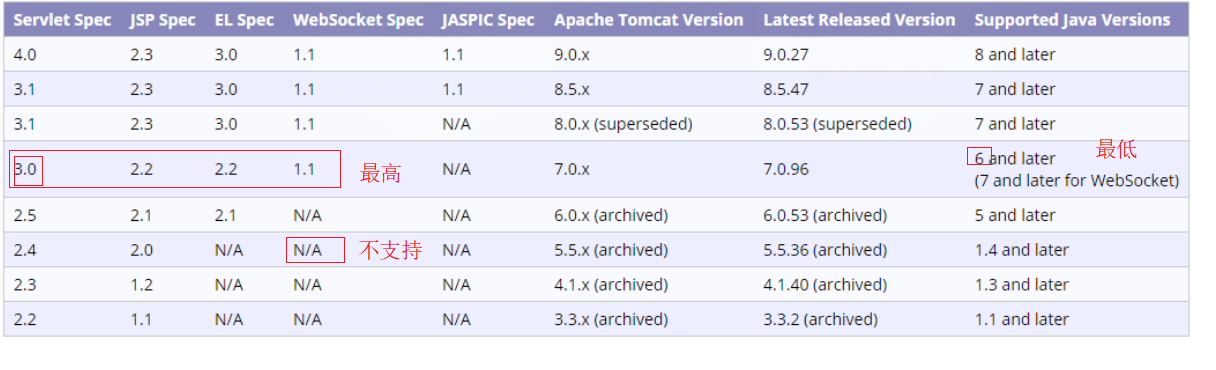 Servlet Spec JSP Spec EL Spec WebSocket Spec JASPIC Spec Apache Tomcat Version Latest Released Version Supported Java Versions
4.0 2.3 3.0 1.1 1.1 9.0.x 9.0.27 8 and later
3.1 2.3 3.0 1.1 1.1 8.5.x 8.5.47 7 and later
3.1 2.3 3.0 1.1 N/A 8.0.x (superseded) 8.0.53 (superseded) 7 and later
3.0 2.2 2.2 1.1 最高 N/A 7.0.x 7.0.96 6 and later 最低
(7 and later for WebSocket)
2.5 2.1 2.1 N/A N/A 6.0.x (archived) 6.0.53 (archived) 5 and later
2.4 2.0 N/A N/A 不支持 N/A 5.5.x (archived) 5.5.36 (archived) 1.4 and later
2.3 1.2 N/A N/A N/A 4.1.x (archived) 4.1.40 (archived) 1.3 and later
2.2 1.1 N/A N/A N/A 3.3.x (archived) 3.3.2 (archived) 1.1 and later